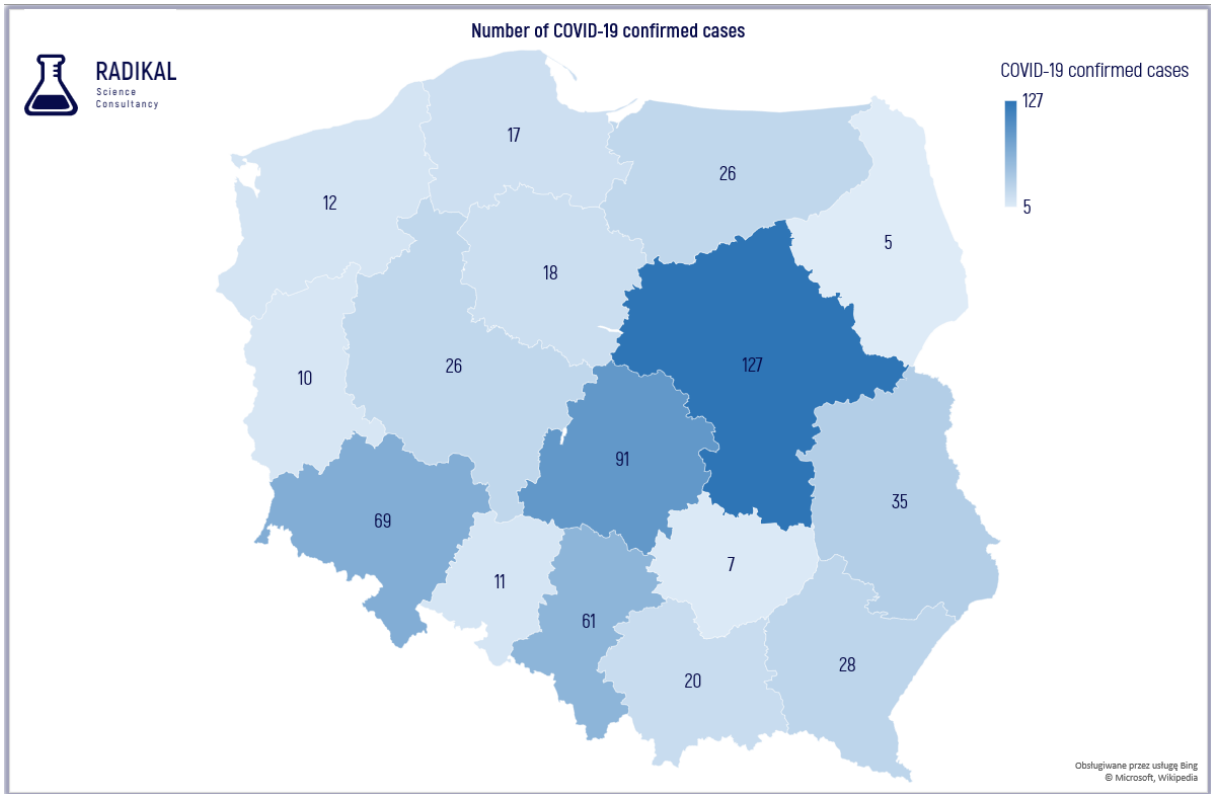 Number of COVID-19 confirmed cases
RADIKAL
Science
Consultancy
COVID-19 confirmed cases
127
5
17
26
12
5
18
127
26
10
91
35
69
7
11
61
28
20
Obsługiwane przez usługę Bing
© Microsoft, Wikipedia